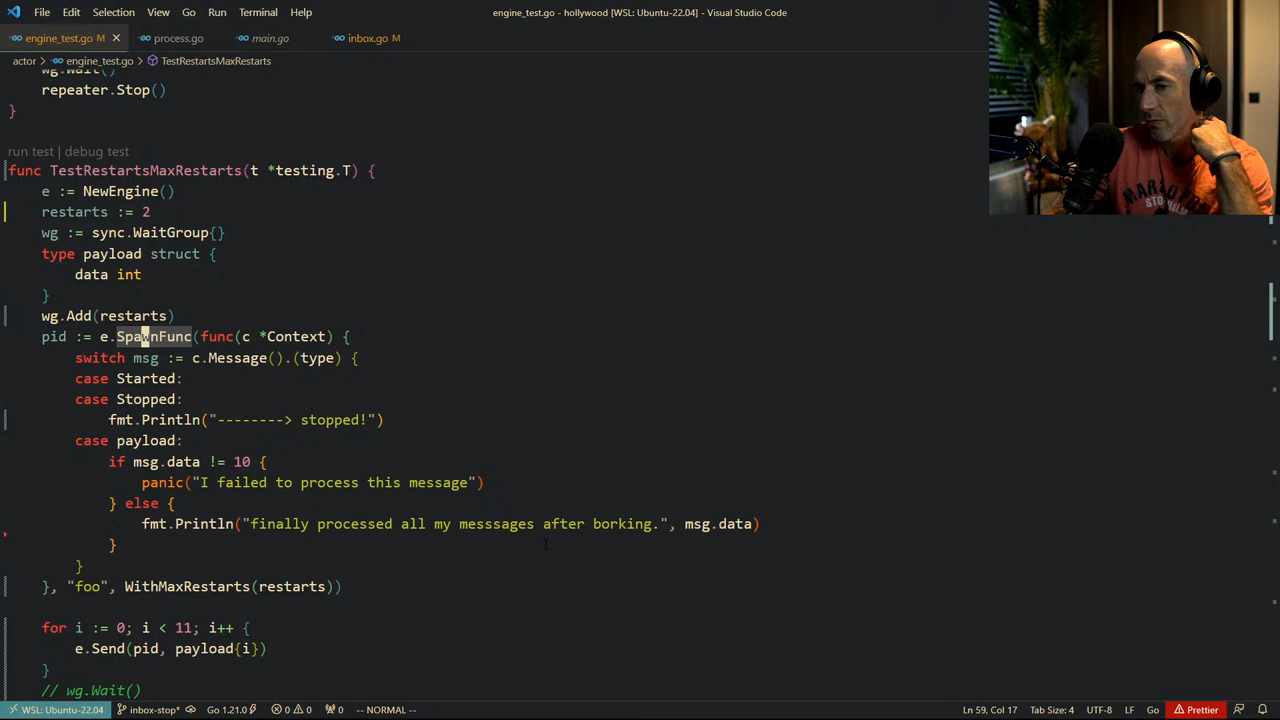 File Edit Selection View Go Run Terminal Help
engine_test.go - hollywood [WSL: Ubuntu-22.04] - Visual Studio Code
engine_test.go M process.go main.go inbox.go M
actor > engine_test.go > TestRestartsMaxRestarts
wg.Wait()
repeater.Stop()
}
run test | debug test
func TestRestartsMaxRestarts(t *testing.T) {
e := NewEngine()
restarts := 2
wg := sync.WaitGroup{}
type payload struct {
data int
}
wg.Add(restarts)
pid := e.SpawnFunc(func(c *Context) {
switch msg := c.Message().(type) {
case Started:
case Stopped:
fmt.Println("--------> stopped!")
case payload:
if msg.data != 10 {
panic("I failed to process this message")
} else {
fmt.Println("finally processed all my messsages after borking.", msg.data)
}
}
}, "foo", WithMaxRestarts(restarts))
for i := 0; i < 11; i++ {
e.Send(pid, payload{i})
}
// wg.Wait()
WSL: Ubuntu-22.04 inbox-stop* Go 1.21.0 0 0 0 -- NORMAL -- Ln 59, Col 17 Tab Size: 4 UTF-8 LF Go Prettier